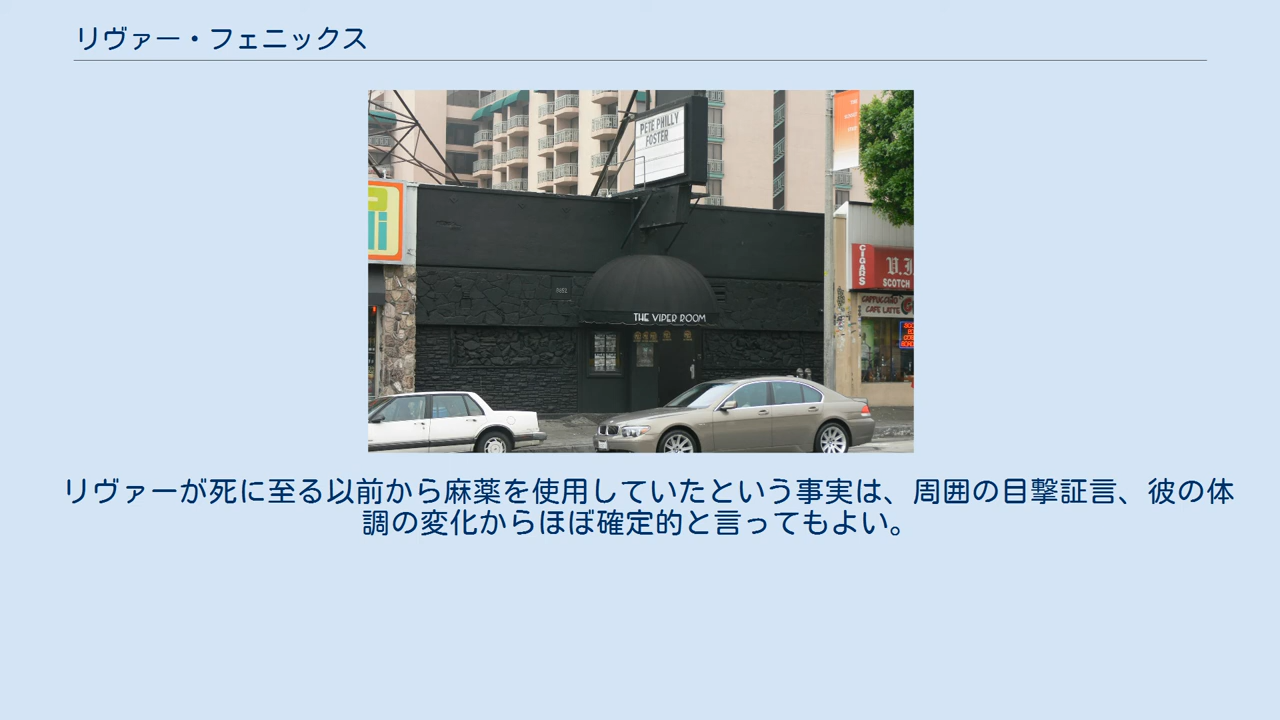 リヴァー・フェニックス
PETE PHILLY
FOSTER
CIGARS
SCOTCH
CAPPUCCINO
CAFE LATTE
THE VIPER ROOM
リヴァーが死に至る以前から麻薬を使用していたという事実は、周囲の目撃証言、彼の体
調の変化からほぼ確定的と言ってもよい。